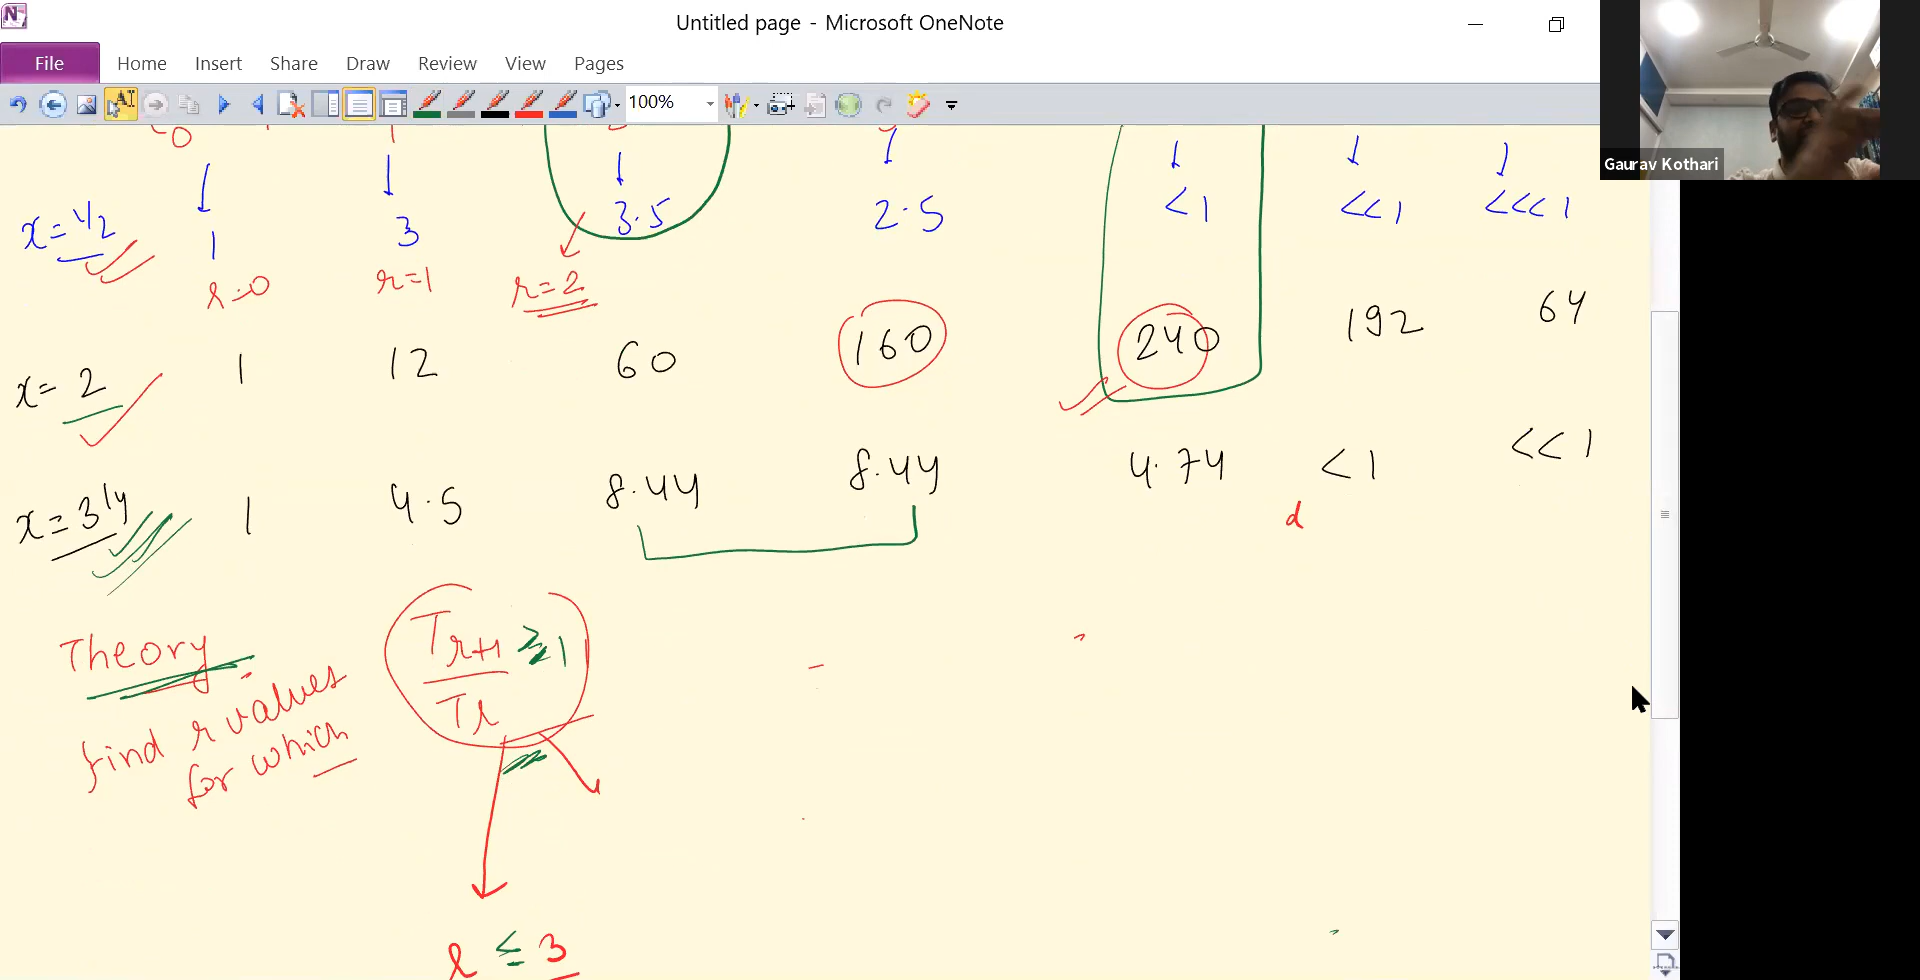 Untitled page - Microsoft OneNote
File Home Insert Share Draw Review View Pages
100%
Gaurav Kothari
0
x=1/2 1 3 3.5 2.5 <1 <<1 <<<1
r=0 r=1 r=2
x=2 1 12 60 160 240 192 64
x=3/4 1 4.5 8.44 8.44 4.74 <1 <<1
d
Theory
find r values
for which
Tr+1 ≥ 1
Tr
r ≤ 3